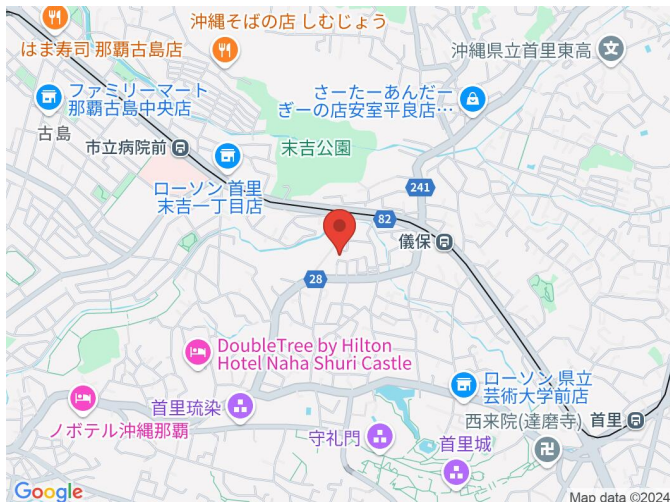 はま寿司 那覇古島店
沖縄そばの店 しむじょう
沖縄県立首里東高
文
ファミリーマート
那覇古島中央店
さーたーあんだー
ぎーの店安室平良店…
古島
市立病院前
末吉公園
ローソン 首里
末吉一丁目店
241
82
儀保
28
DoubleTree by Hilton
Hotel Naha Shuri Castle
ローソン 県立
芸術大学前店
首里琉染
ノボテル沖縄那覇
西来院(達磨寺)
首里
守礼門
首里城
Google
Map data ©2024